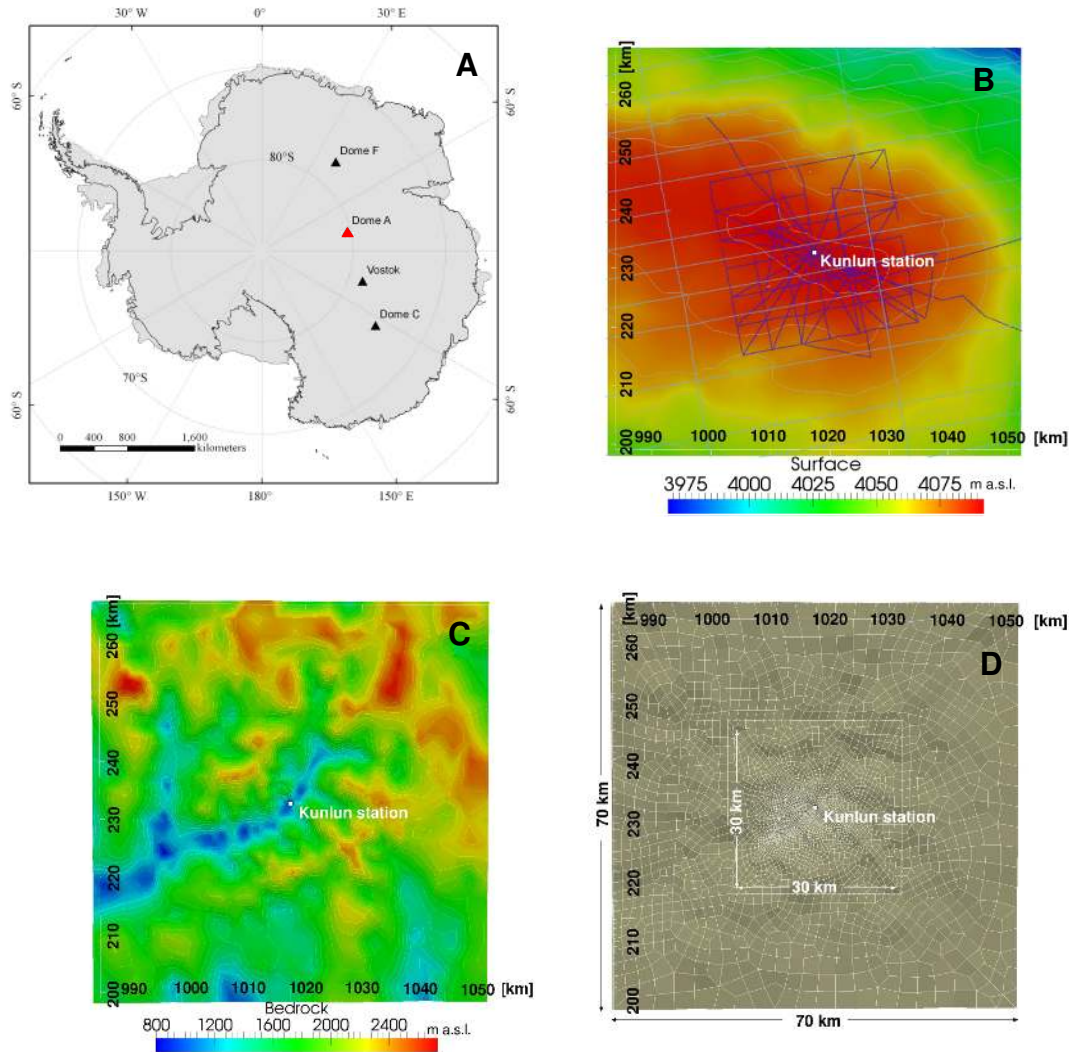 30° W 0° 30° E
A
60° S
60° S
Dome F
80°S
Dome A
Vostok
Dome C
70°S
60° S
60° S
0 400 800 1,600
kilometers
150° W 180° 150° E
B
[km]
260
250
240
230
220
210
200
Kunlun station
990 1000 1010 1020 1030 1040 1050 [km]
Surface
3975 4000 4025 4050 4075 m a.s.l.
C
[km]
260
250
240
230
220
210
200
Kunlun station
990 1000 1010 1020 1030 1040 1050 [km]
Bedrock
800 1200 1600 2000 2400 m a.s.l.
D
[km]
990 1000 1010 1020 1030 1040 1050 [km]
260
250
240
230
220
210
200
70 km
30 km
Kunlun station
30 km
70 km